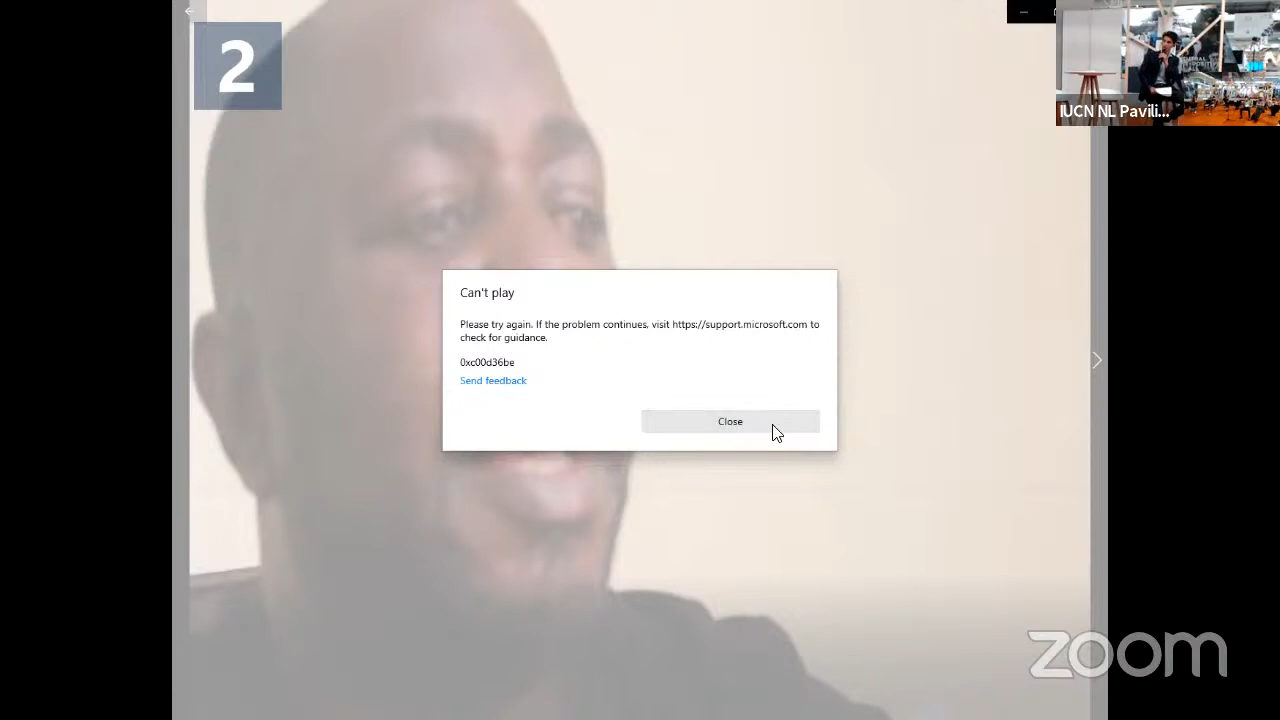 2
IUCN NL Pavili...
Can't play
Please try again. If the problem continues, visit https://support.microsoft.com to
check for guidance.
0xc00d36be
Send feedback
Close
zoom